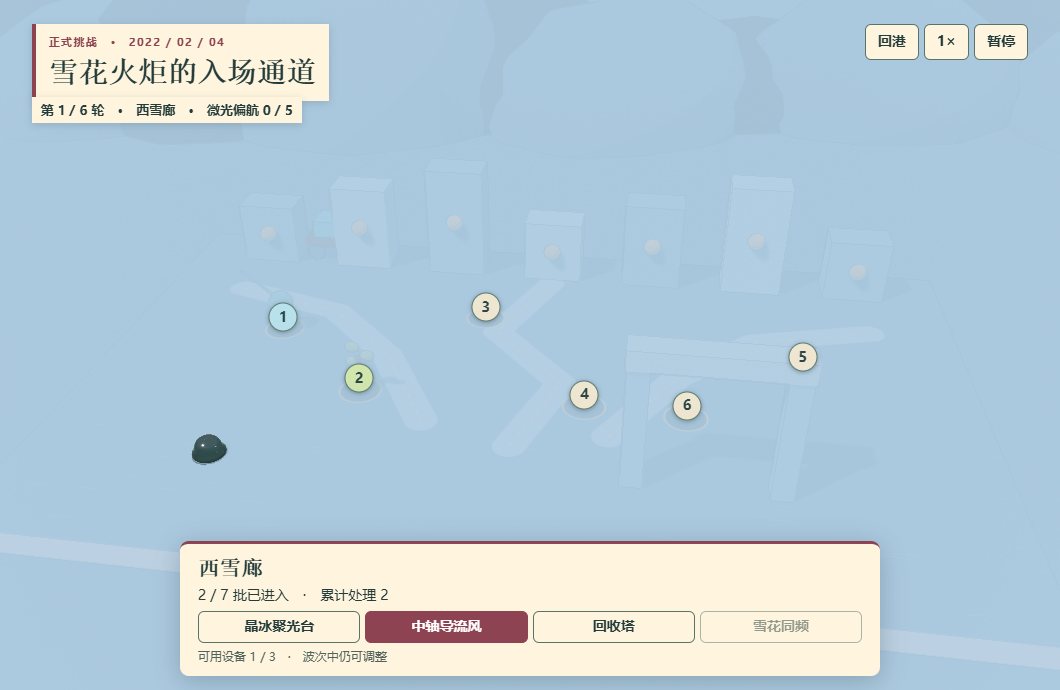 正式挑战 • 2022 / 02 / 04
雪花火炬的入场通道
第 1 / 6 轮 • 西雪廊 • 微光偏航 0 / 5
回港
1×
暂停
1
2
3
4
5
6
西雪廊
2 / 7 批已进入 · 累计处理 2
晶冰聚光台
中轴导流风
回收塔
雪花同频
可用设备 1 / 3 · 波次中仍可调整